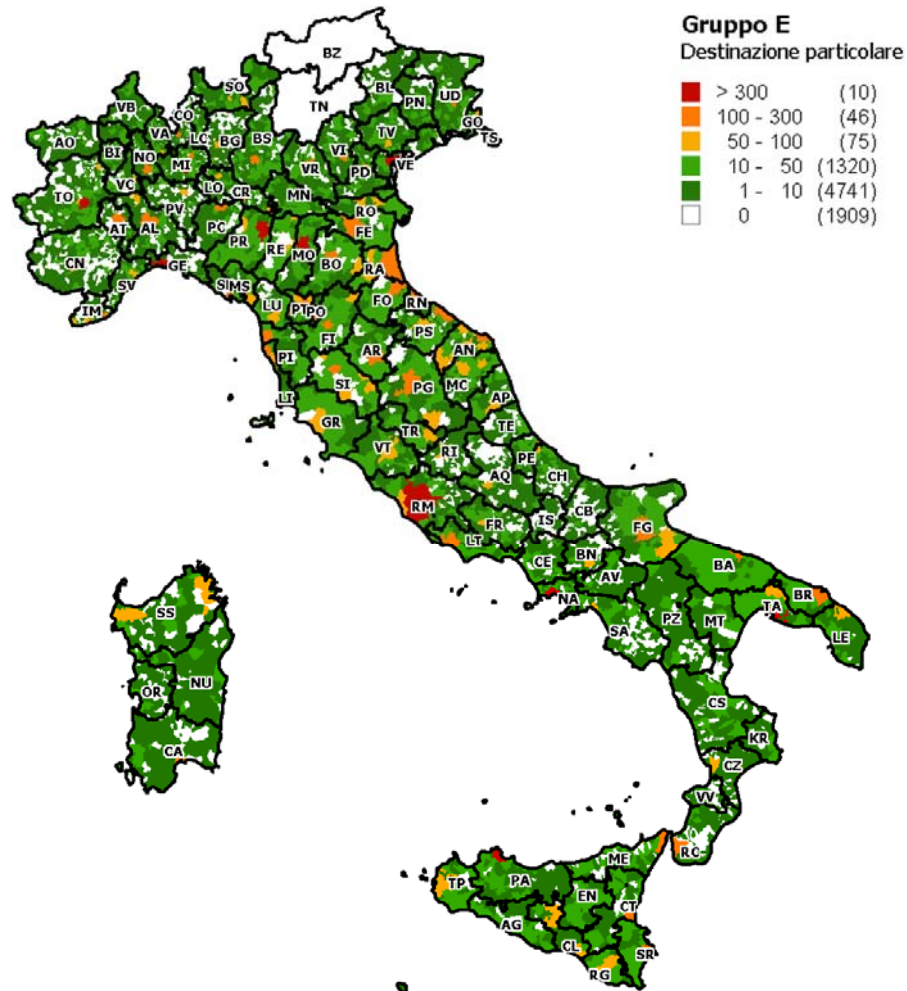 Gruppo E
Destinazione particolare
> 300 (10)
100 - 300 (46)
50 - 100 (75)
10 - 50 (1320)
1 - 10 (4741)
0 (1909)
BZ
SO
BL
UD
TN
PN
VB
CO
GO
AO
VA
LC
TV
TS
BG
BS
BI
NO
MI
VI
VE
VR
PD
VC
LO
CR
MN
TO
PV
RO
AT
AL
PC
FE
PR
RE
MO
CN
GE
BO
RA
SV
MS
FO
RN
IM
LU
PT
PO
PS
FI
AR
AN
PI
SI
PG
MC
LI
AP
GR
TR
TE
VT
RI
PE
AQ
CH
RM
CB
FR
IS
FG
LT
CE
BN
BA
AV
NA
BR
SS
PZ
MT
TA
SA
LE
NU
OR
CS
KR
CA
CZ
VV
RC
ME
TP
PA
EN
CT
AG
CL
SR
RG